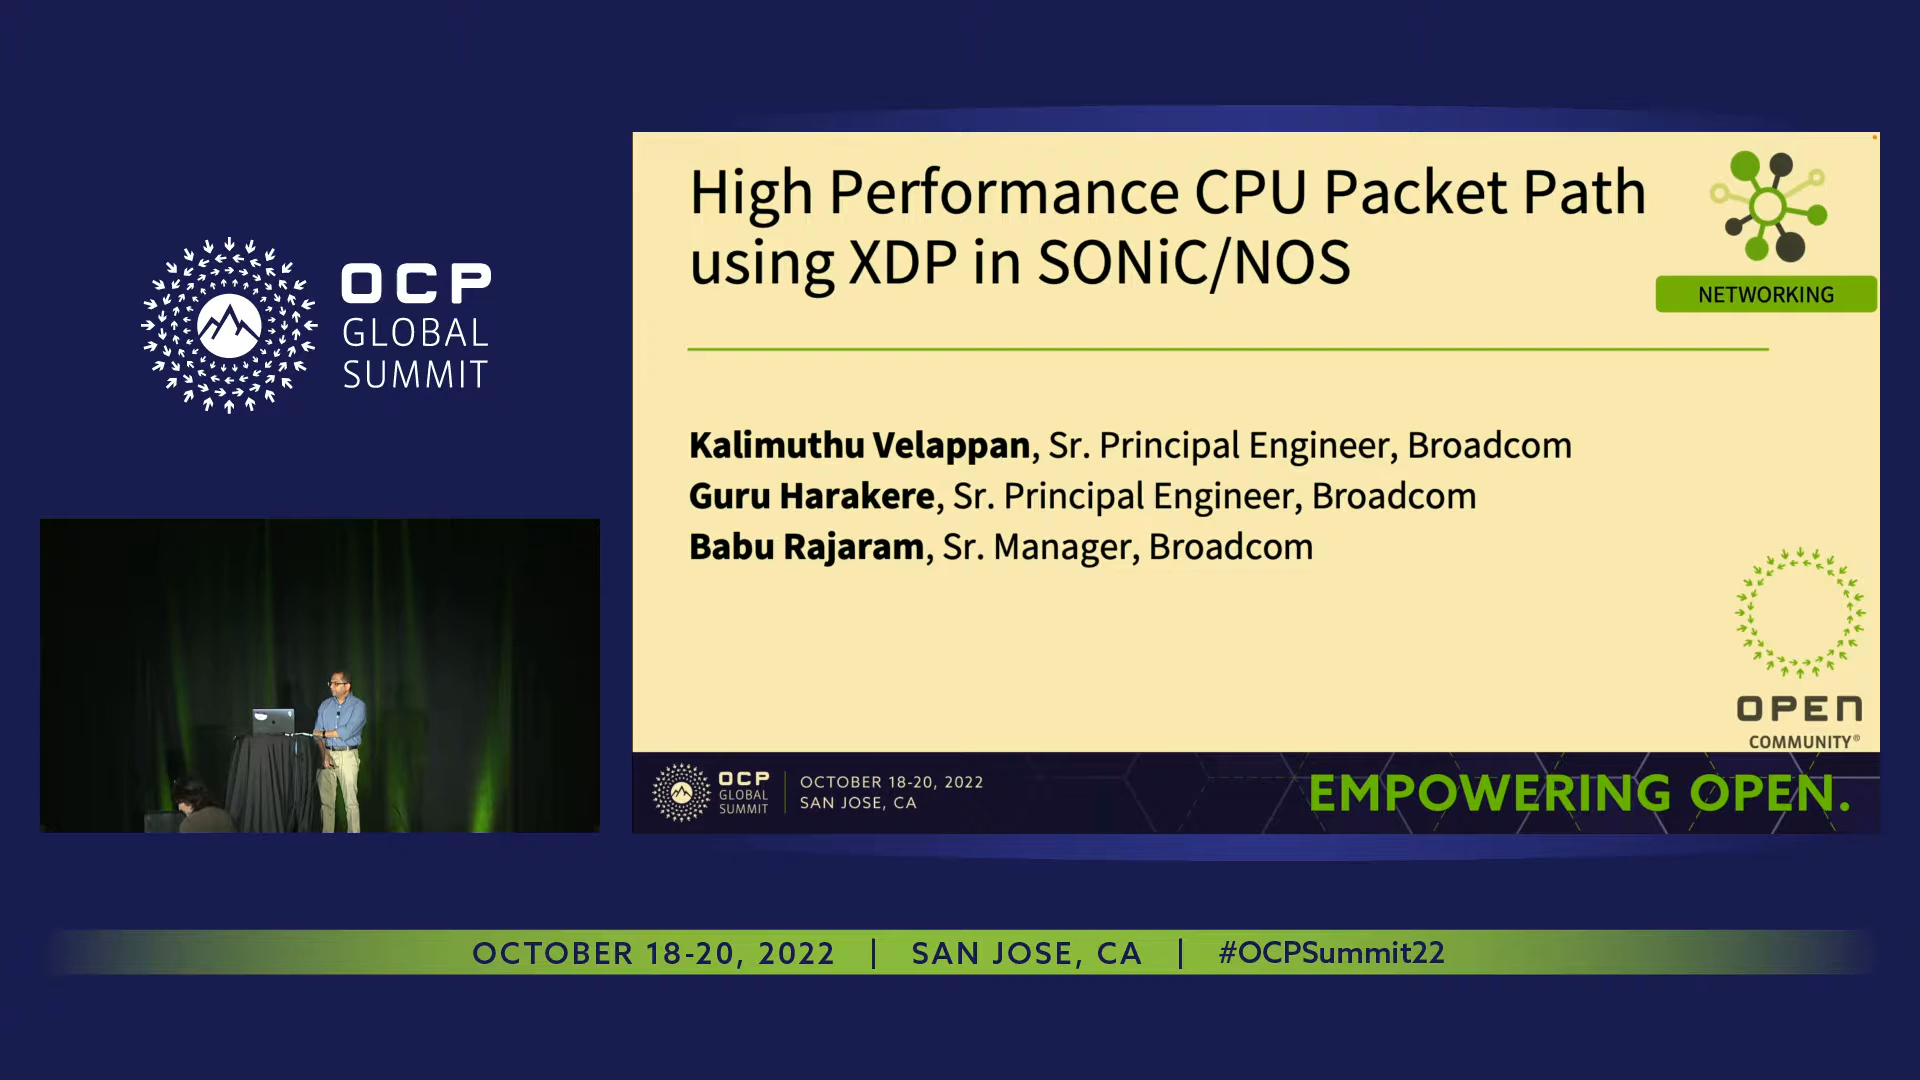 OCP
GLOBAL
SUMMIT
High Performance CPU Packet Path
using XDP in SONiC/NOS
NETWORKING
Kalimuthu Velappan, Sr. Principal Engineer, Broadcom
Guru Harakere, Sr. Principal Engineer, Broadcom
Babu Rajaram, Sr. Manager, Broadcom
OPEN
COMMUNITY®
OCP
GLOBAL
SUMMIT
OCTOBER 18-20, 2022
SAN JOSE, CA
EMPOWERING OPEN.
OCTOBER 18-20, 2022 | SAN JOSE, CA | #OCPSummit22